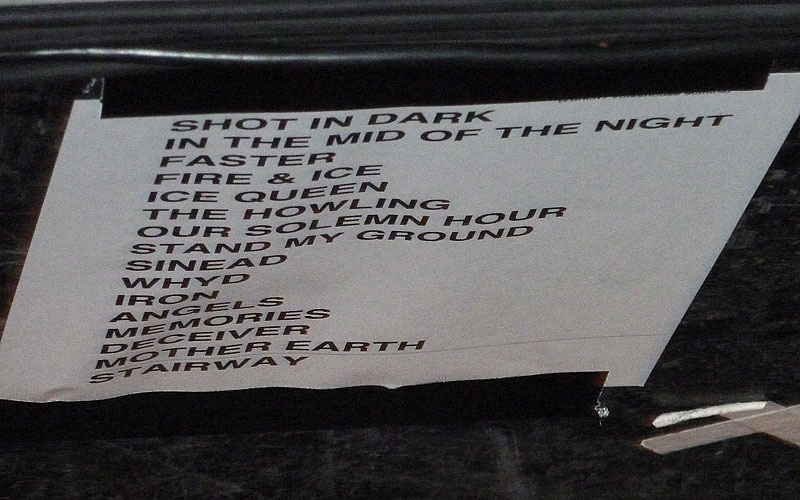 SHOT IN DARK
IN THE MID OF THE NIGHT
FASTER
FIRE & ICE
ICE QUEEN
THE HOWLING
OUR SOLEMN HOUR
STAND MY GROUND
SINEAD
WHYD
IRON
ANGELS
MEMORIES
DECEIVER
MOTHER EARTH
STAIRWAY